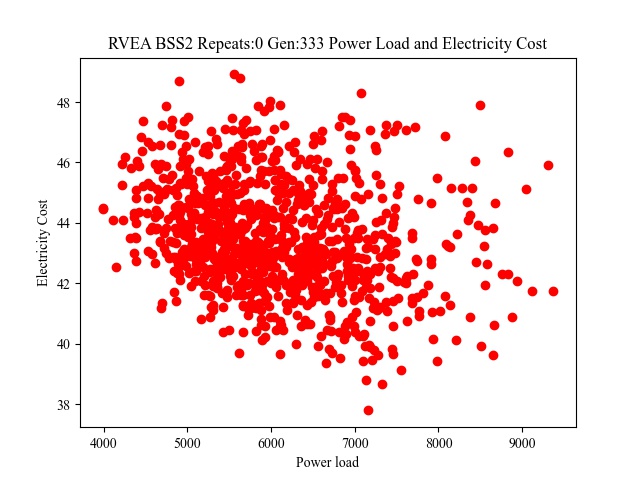 RVEA BSS2 Repeats:0 Gen:333 Power Load and Electricity Cost
48
46
44
42
40
38
Electricity Cost
4000 5000 6000 7000 8000 9000
Power load